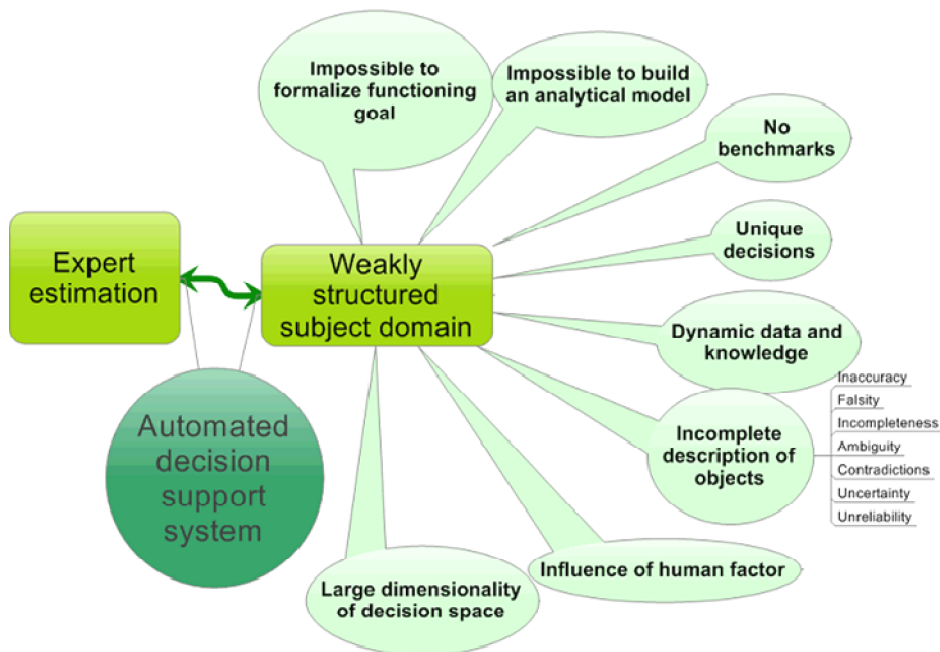 Impossible to
formalize functioning
goal
Impossible to build
an analytical model
No
benchmarks
Unique
decisions
Expert
estimation
Weakly
structured
subject domain
Dynamic data and
knowledge
Incomplete
description of
objects
Inaccuracy
Falsity
Incompleteness
Ambiguity
Contradictions
Uncertainty
Unreliability
Automated
decision
support
system
Large dimensionality
of decision space
Influence of human factor